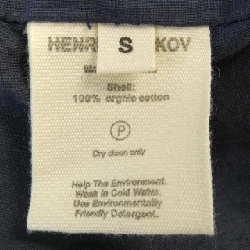 HENR S KOV
Shell:
100% organic cotton
P
Dry clean only
Help The Environment.
Wash in Cold Water.
Use Environmentally
Friendly Detergent.